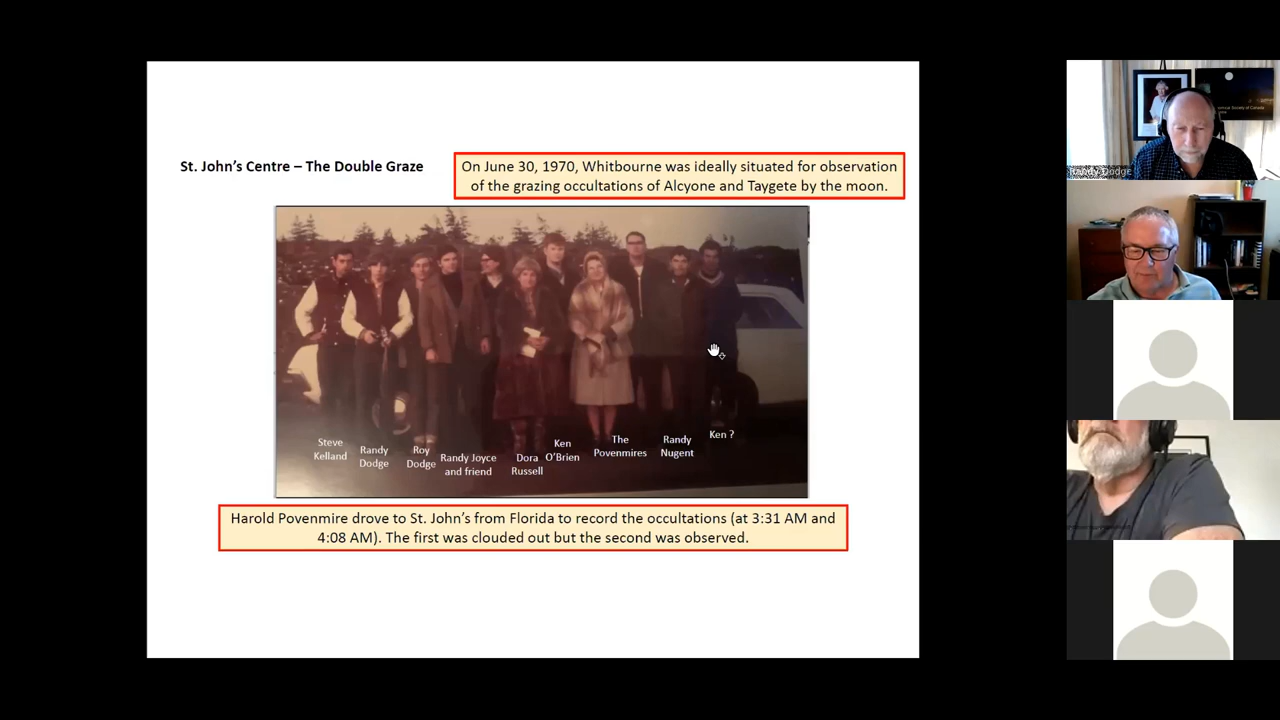 St. John's Centre – The Double Graze
On June 30, 1970, Whitbourne was ideally situated for observation
of the grazing occultations of Alcyone and Taygete by the moon.
Steve
Kelland
Randy
Dodge
Roy
Dodge
Randy Joyce
and friend
Dora
Russell
Ken
O'Brien
The
Povenmires
Randy
Nugent
Ken ?
Harold Povenmire drove to St. John's from Florida to record the occultations (at 3:31 AM and
4:08 AM). The first was clouded out but the second was observed.
Randy Dodge